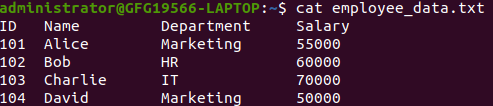 administrator@GFG19566-LAPTOP:~$ cat employee_data.txt
ID Name Department Salary
101 Alice Marketing 55000
102 Bob HR 60000
103 Charlie IT 70000
104 David Marketing 50000